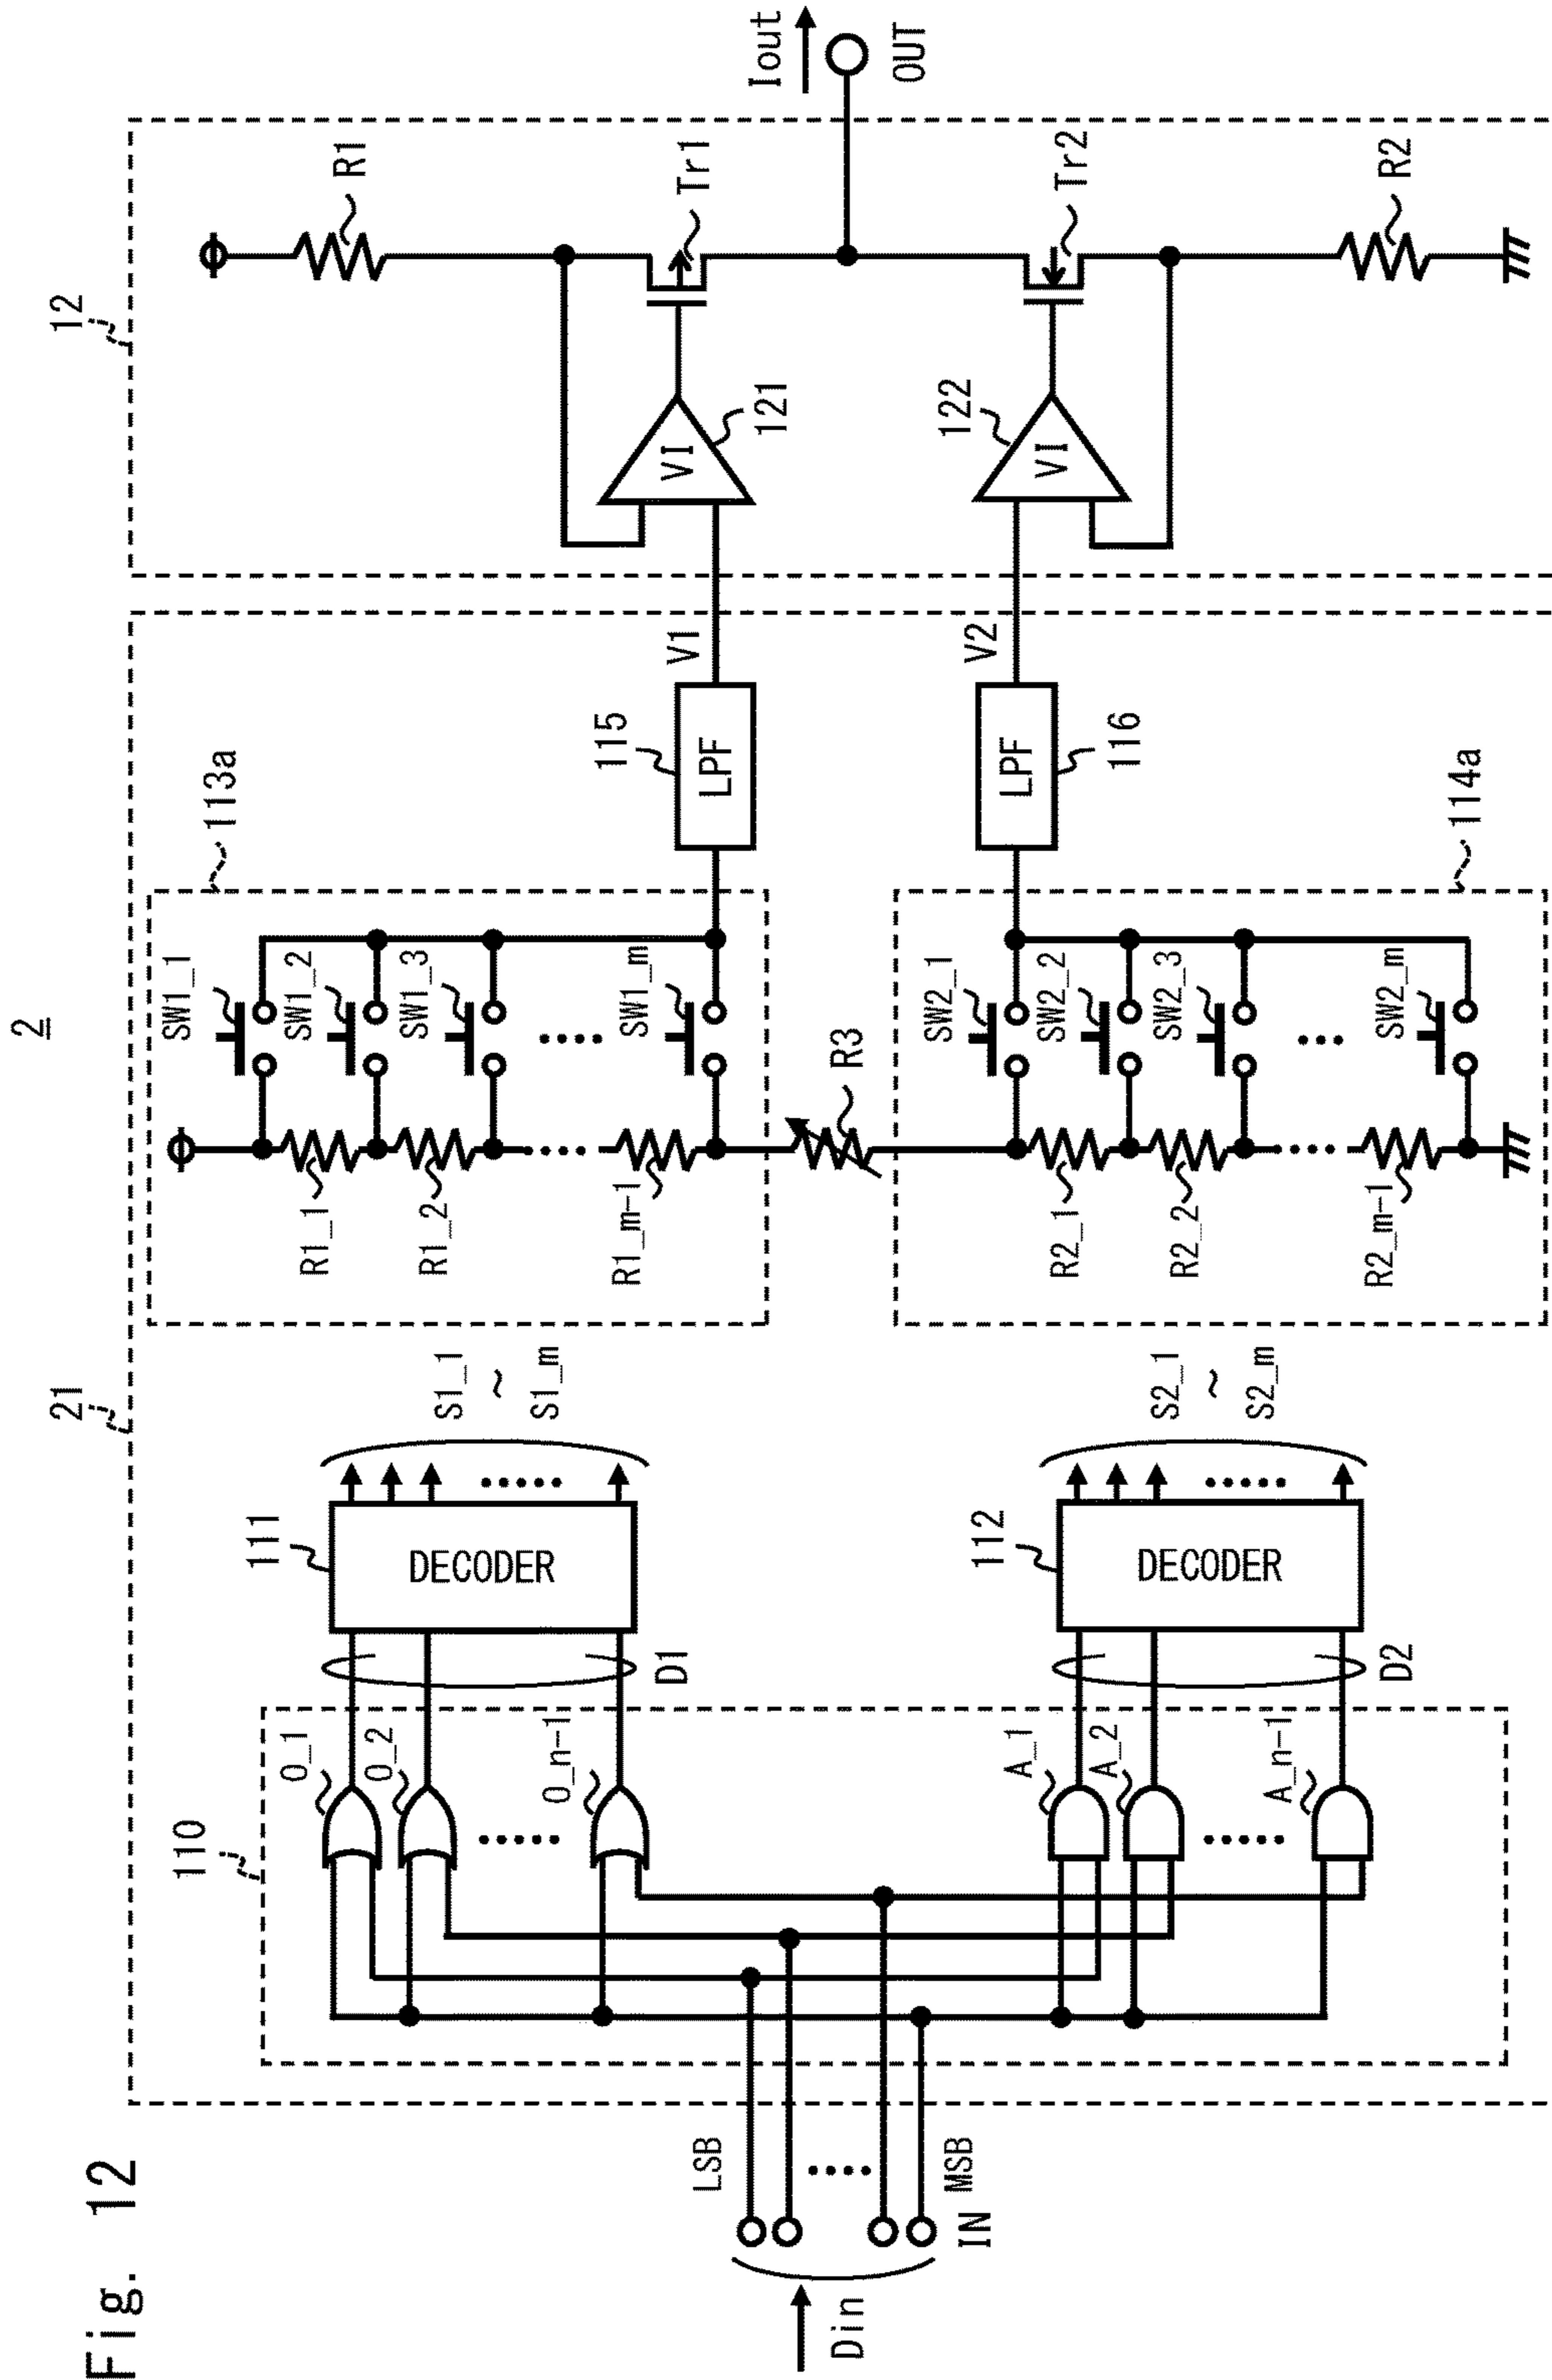 Fig. 12
2
21
12
110
111
112
113a
114a
115
116
121
122
Din
LSB
MSB
IN
O_1
O_2
O_n-1
A_1
A_2
A_n-1
D1
D2
DECODER
DECODER
S1_1
~
S1_m
S2_1
~
S2_m
R1_1
R1_2
R1_m-1
SW1_1
SW1_2
SW1_3
SW1_m
R3
R2_1
R2_2
R2_m-1
SW2_1
SW2_2
SW2_3
SW2_m
LPF
LPF
V1
V2
VI
VI
R1
Tr1
Tr2
R2
Iout
OUT